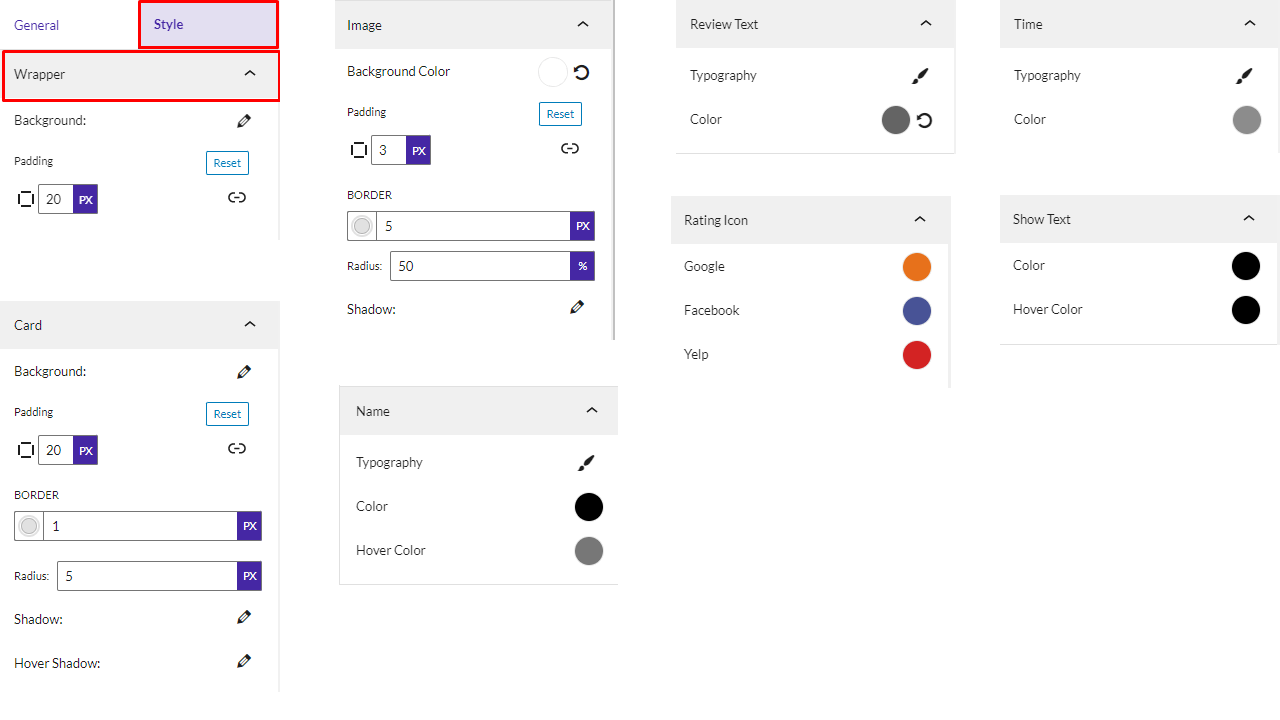 General
Style
Wrapper
Background:
Padding
Reset
20 PX
Card
Background:
Padding
Reset
20 PX
BORDER
1 PX
Radius: 5 PX
Shadow:
Hover Shadow:
Image
Background Color
Padding
Reset
3 PX
BORDER
5 PX
Radius: 50 %
Shadow:
Name
Typography
Color
Hover Color
Review Text
Typography
Color
Rating Icon
Google
Facebook
Yelp
Time
Typography
Color
Show Text
Color
Hover Color